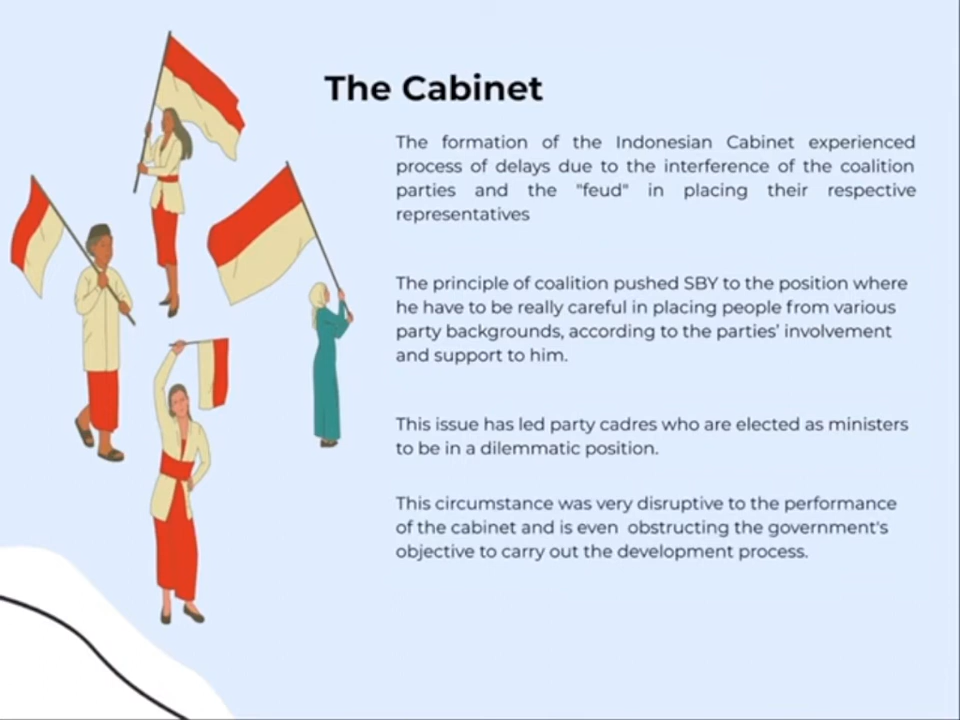 The Cabinet
The formation of the Indonesian Cabinet experienced
process of delays due to the interference of the coalition
parties and the "feud" in placing their respective
representatives
The principle of coalition pushed SBY to the position where
he have to be really careful in placing people from various
party backgrounds, according to the parties' involvement
and support to him.
This issue has led party cadres who are elected as ministers
to be in a dilemmatic position.
This circumstance was very disruptive to the performance
of the cabinet and is even  obstructing the government's
objective to carry out the development process.